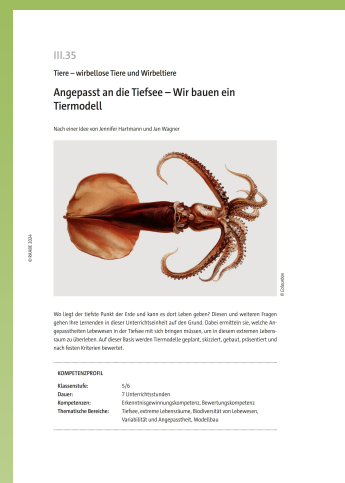 III.35
Tiere – wirbellose Tiere und Wirbeltiere
Angepasst an die Tiefsee – Wir bauen ein
Tiermodell
Nach einer Idee von Jennifer Hartmann und Jan Wagner
© RAABE 2024
© Colourbox
Wo liegt der tiefste Punkt der Erde und kann es dort Leben geben? Diesen und weiteren Fragen
gehen Ihre Lernenden in dieser Unterrichtseinheit auf den Grund. Dabei ermitteln sie, welche An-
gepasstheiten Lebewesen in der Tiefsee mit sich bringen müssen, um in diesem extremen Lebens-
raum zu überleben. Auf dieser Basis werden Tiermodelle geplant, skizziert, gebaut, präsentiert und
nach festen Kriterien bewertet.
KOMPETENZPROFIL
Klassenstufe: 5/6
Dauer: 7 Unterrichtsstunden
Kompetenzen: Erkenntnisgewinnungskompetenz, Bewertungskompetenz
Thematische Bereiche: Tiefsee, extreme Lebensräume, Biodiversität von Lebewesen,
Variabilität und Angepasstheit, Modellbau